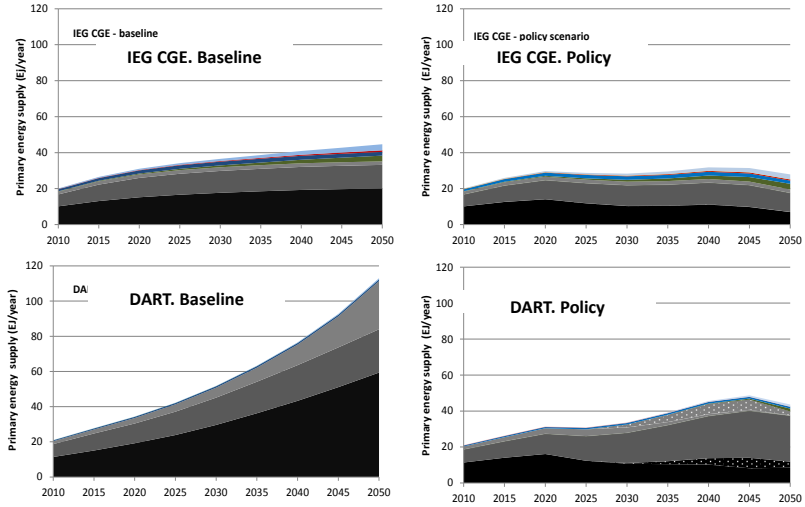 120
IEG CGE - baseline
IEG CGE. Baseline
100
80
60
40
20
0
Primary energy supply (EJ/year)
2010 2015 2020 2025 2030 2035 2040 2045 2050
120
IEG CGE - policy scenario
IEG CGE. Policy
100
80
60
40
20
0
Primary energy supply (EJ/year)
2010 2015 2020 2025 2030 2035 2040 2045 2050
120
DART. Baseline
100
80
60
40
20
0
Primary energy supply (EJ/year)
2010 2015 2020 2025 2030 2035 2040 2045 2050
120
DART. Policy
100
80
60
40
20
0
Primary energy supply (EJ/year)
2010 2015 2020 2025 2030 2035 2040 2045 2050